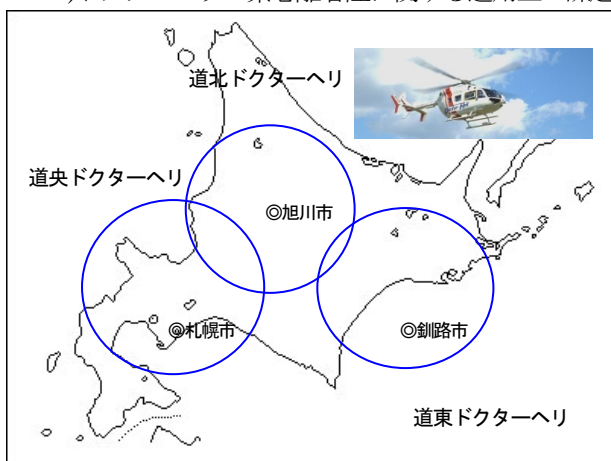 道北ドクターヘリ
道央ドクターヘリ
◎旭川市
◎札幌市
◎釧路市
道東ドクターヘリ